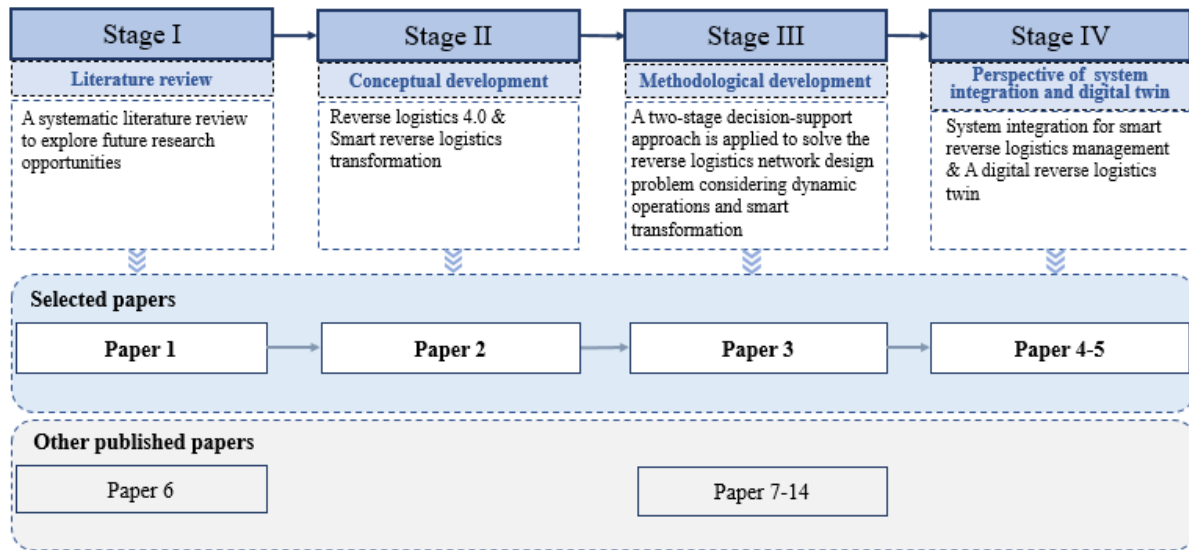 Stage I
Stage II
Stage III
Stage IV
Literature review
Conceptual development
Methodological development
Perspective of system
integration and digital twin
A systematic literature review
to explore future research
opportunities
Reverse logistics 4.0 &
Smart reverse logistics
transformation
A two-stage decision-support
approach is applied to solve the
reverse logistics network design
problem considering dynamic
operations and smart
transformation
System integration for smart
reverse logistics management
& A digital reverse logistics
twin
Selected papers
Paper 1
Paper 2
Paper 3
Paper 4-5
Other published papers
Paper 6
Paper 7-14